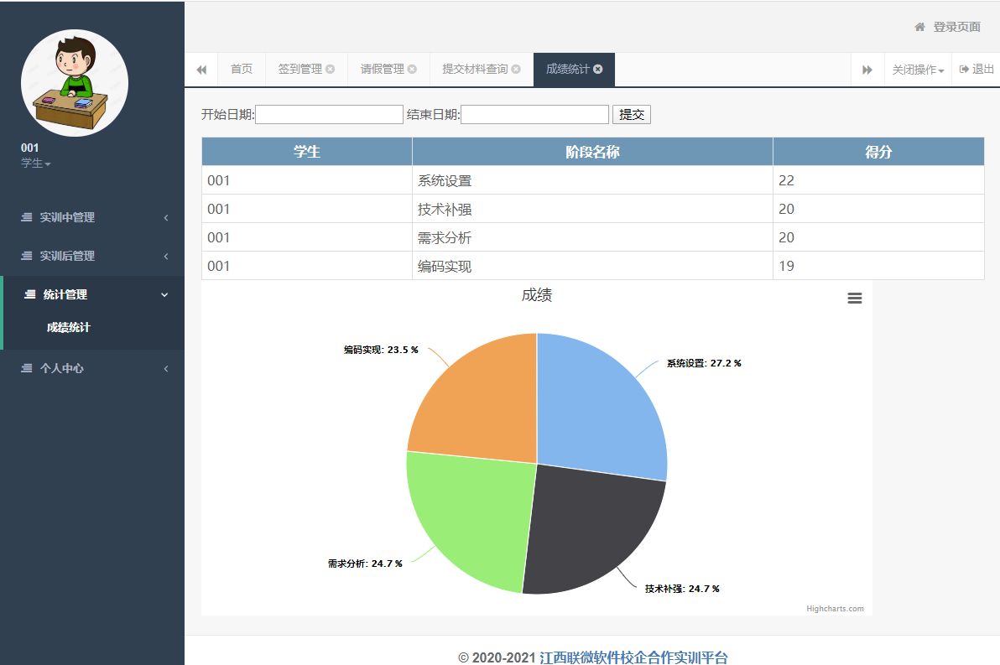 登录页面
首页 签到管理 请假管理 提交材料查询 成绩统计 关闭操作 退出
001
学生
实训中管理
实训后管理
统计管理
成绩统计
个人中心
开始日期: 结束日期: 提交
学生 阶段名称 得分
001 系统设置 22
001 技术补强 20
001 需求分析 20
001 编码实现 19
成绩
编码实现: 23.5 %
系统设置: 27.2 %
需求分析: 24.7 %
技术补强: 24.7 %
Highcharts.com
© 2020-2021 江西联微软件校企合作实训平台